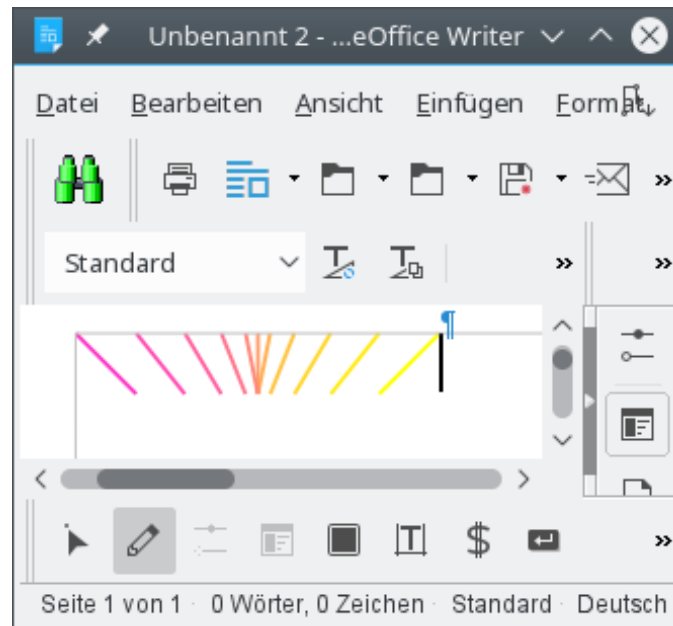 Unbenannt 2 - ...eOffice Writer
Datei Bearbeiten Ansicht Einfügen Format
Standard
¶
Seite 1 von 1 0 Wörter, 0 Zeichen Standard Deutsch